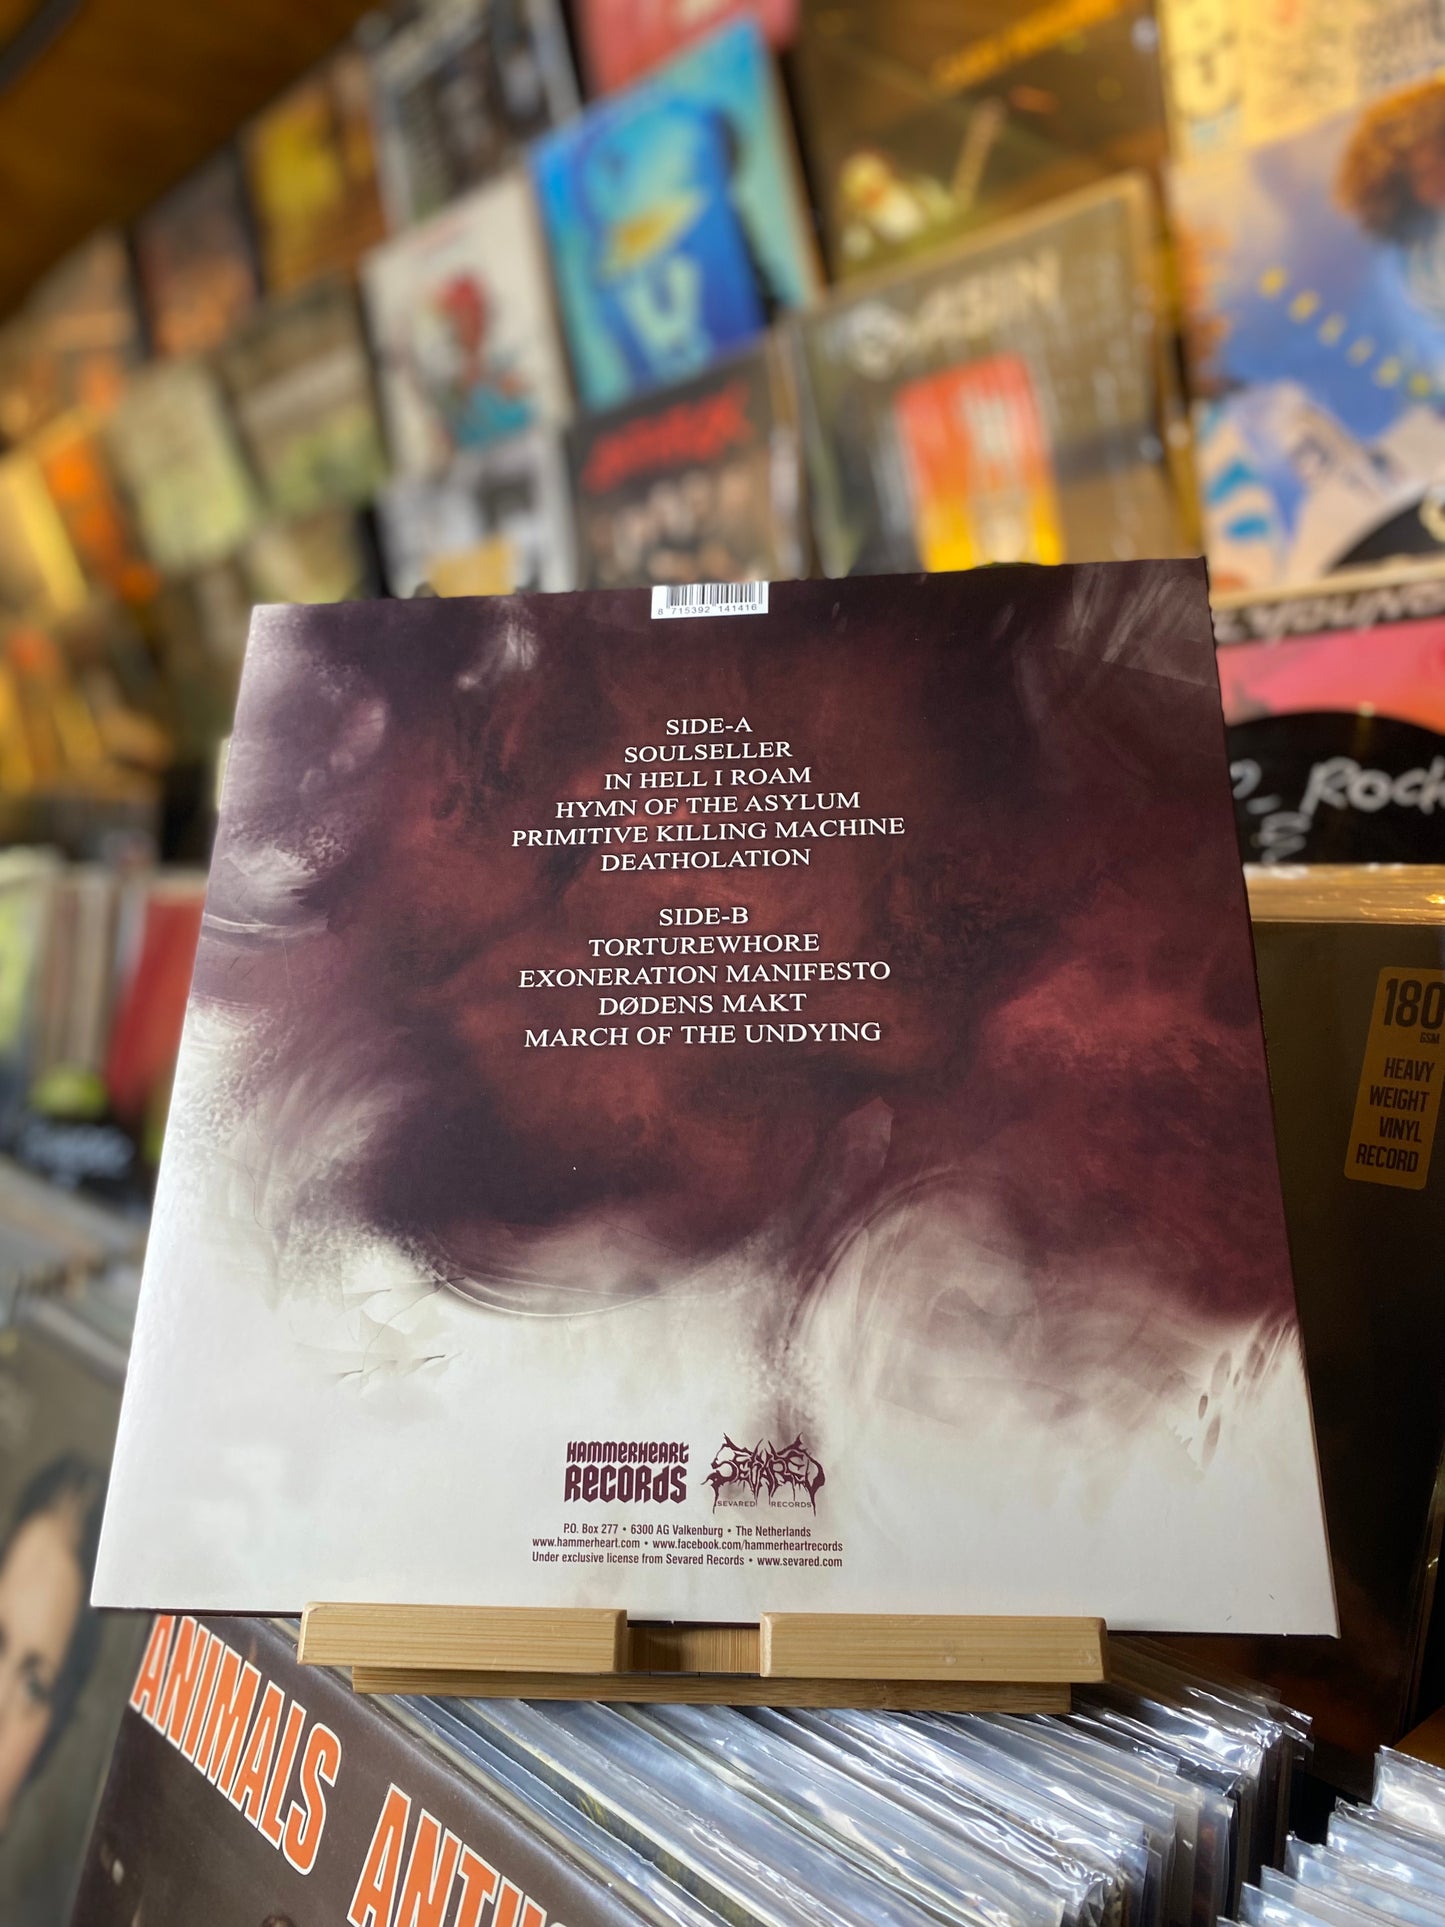 8 715392 141416
SIDE-A
SOULSELLER
IN HELL I ROAM
HYMN OF THE ASYLUM
PRIMITIVE KILLING MACHINE
DEATHOLATION
SIDE-B
TORTUREWHORE
EXONERATION MANIFESTO
DØDENS MAKT
MARCH OF THE UNDYING
HAMMERHEART
RECORDS
SEVARED
SEVARED RECORDS
P.O. Box 277 • 6300 AG Valkenburg • The Netherlands
www.hammerheart.com • www.facebook.com/hammerheartrecords
Under exclusive license from Sevared Records • www.sevared.com
180
GSM
HEAVY
WEIGHT
VINYL
RECORD
Rock
ANIMALS